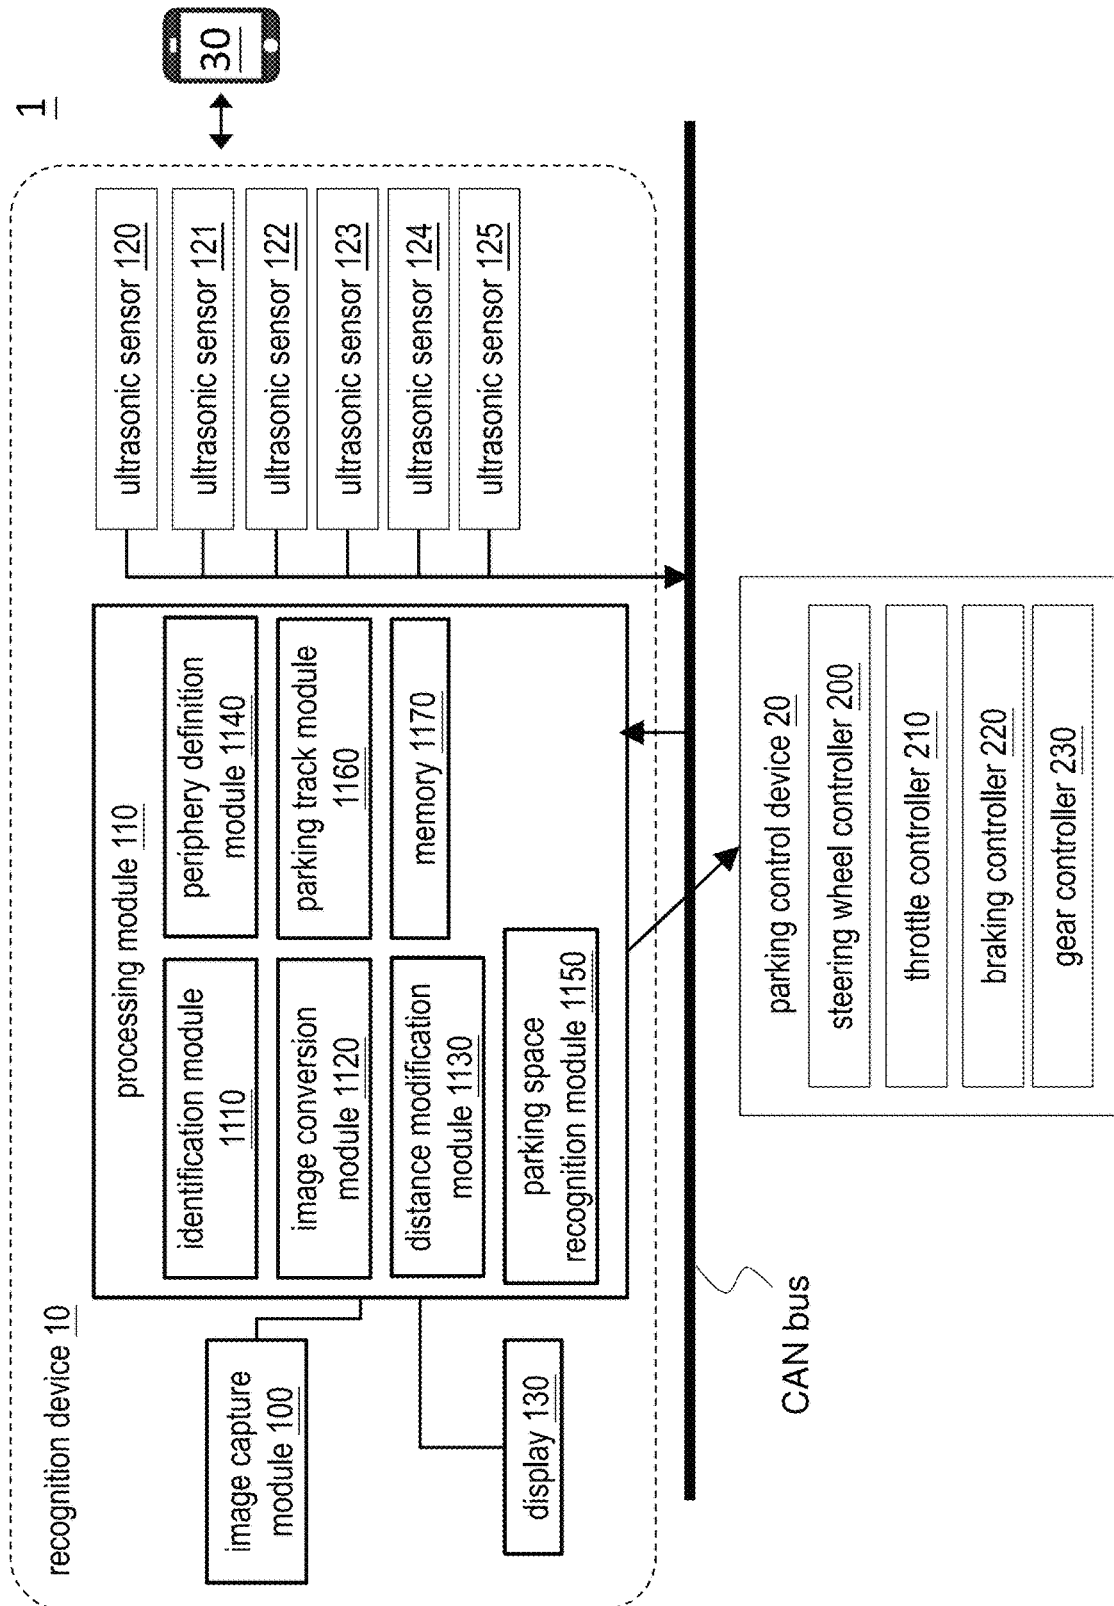 1
30
recognition device 10
image capture
module 100
display 130
processing module 110
identification module
1110
image conversion
module 1120
distance modification
module 1130
parking space
recognition module 1150
periphery definition
module 1140
parking track module
1160
memory 1170
ultrasonic sensor 120
ultrasonic sensor 121
ultrasonic sensor 122
ultrasonic sensor 123
ultrasonic sensor 124
ultrasonic sensor 125
CAN bus
parking control device 20
steering wheel controller 200
throttle controller 210
braking controller 220
gear controller 230